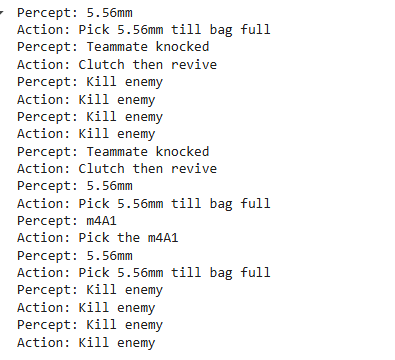 Percept: 5.56mm
Action: Pick 5.56mm till bag full
Percept: Teammate knocked
Action: Clutch then revive
Percept: Kill enemy
Action: Kill enemy
Percept: Kill enemy
Action: Kill enemy
Percept: Teammate knocked
Action: Clutch then revive
Percept: 5.56mm
Action: Pick 5.56mm till bag full
Percept: m4A1
Action: Pick the m4A1
Percept: 5.56mm
Action: Pick 5.56mm till bag full
Percept: Kill enemy
Action: Kill enemy
Percept: Kill enemy
Action: Kill enemy